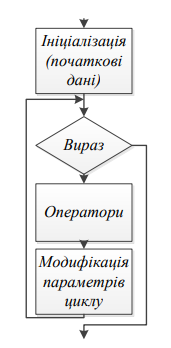 Ініціалізація
(початкові
дані)
Вираз
Оператори
Модифікація
параметрів
циклу